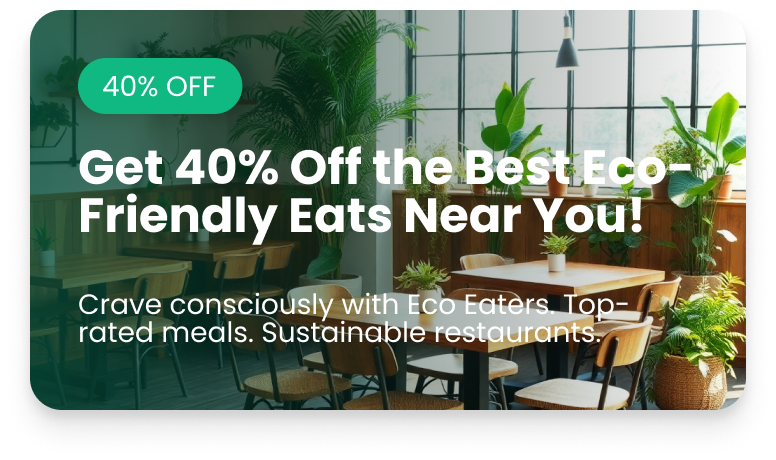 40% OFF
Get 40% Off the Best Eco-
Friendly Eats Near You!
Crave consciously with Eco Eaters. Top-
rated meals. Sustainable restaurants.